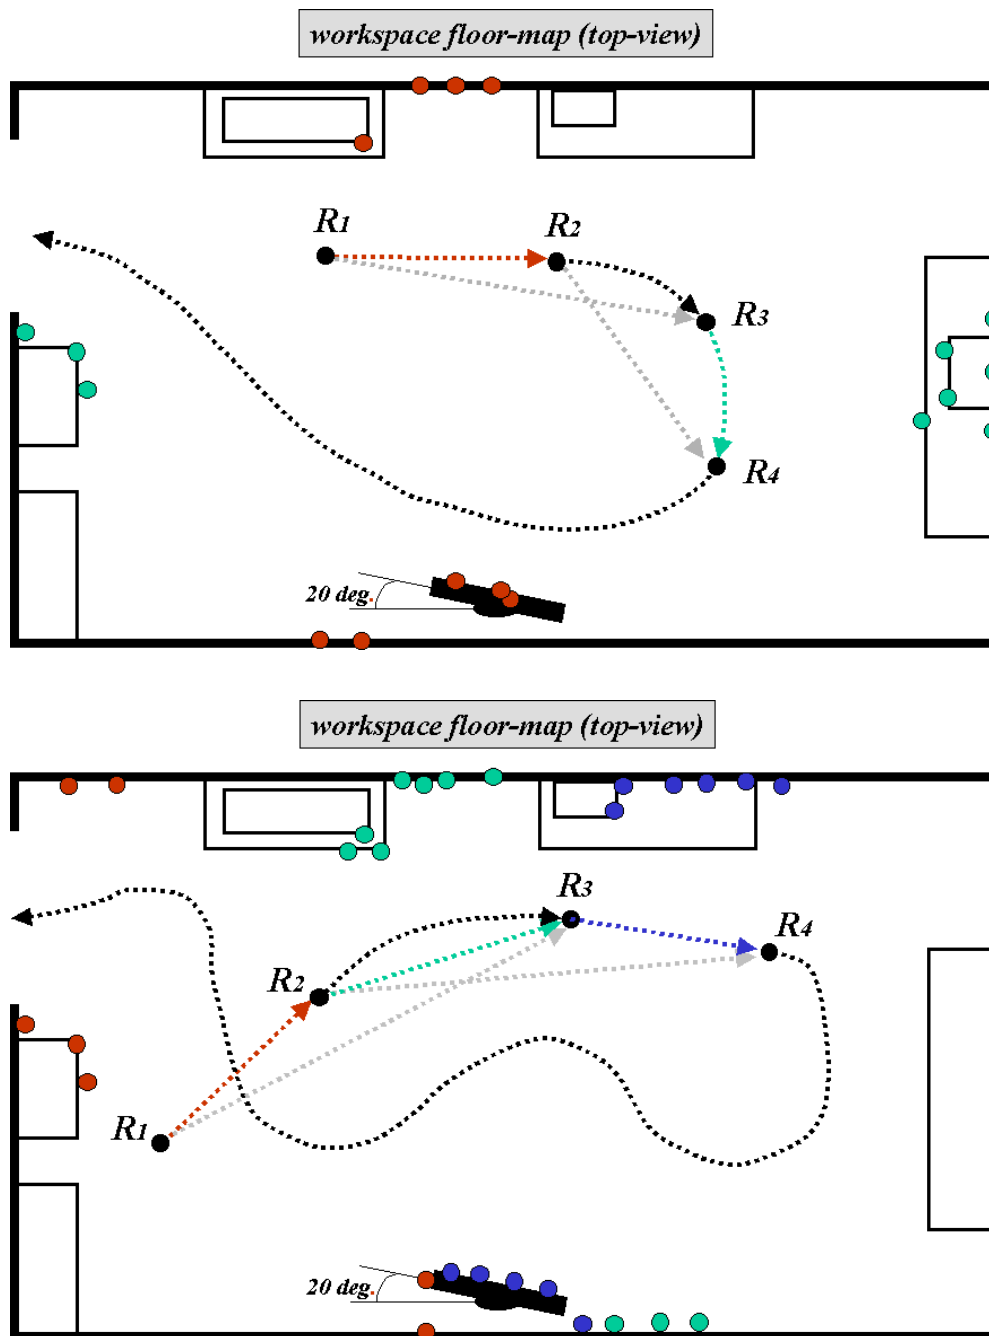 workspace floor-map (top-view)
R1
R2
R3
R4
20 deg.
workspace floor-map (top-view)
R3
R4
R2
R1
20 deg.